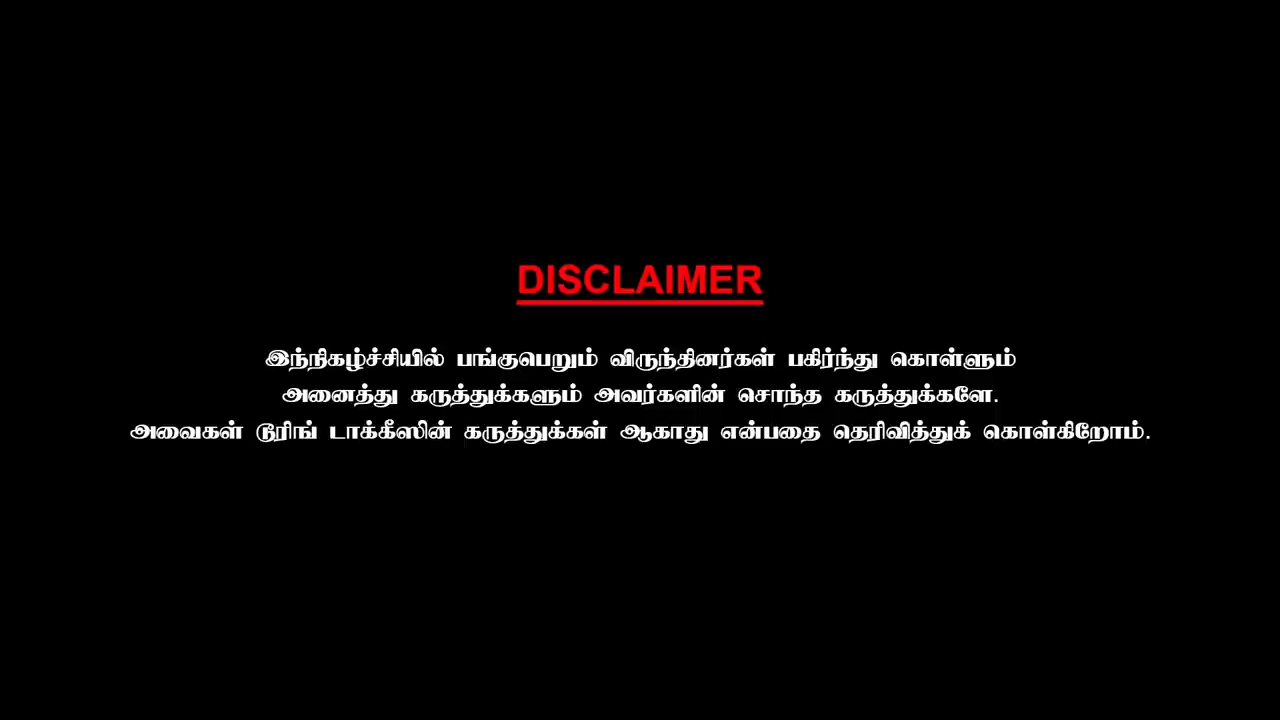 DISCLAIMER
இந்நிகழ்ச்சியில் பங்குபெறும் விருந்தினர்கள் பகிர்ந்து கொள்ளும்
அனைத்து கருத்துக்களும் அவர்களின் சொந்த கருத்துக்களே.
அவைகள் டூரிங் டாக்கீஸின் கருத்துக்கள் ஆகாது என்பதை தெரிவித்துக் கொள்கிறோம்.